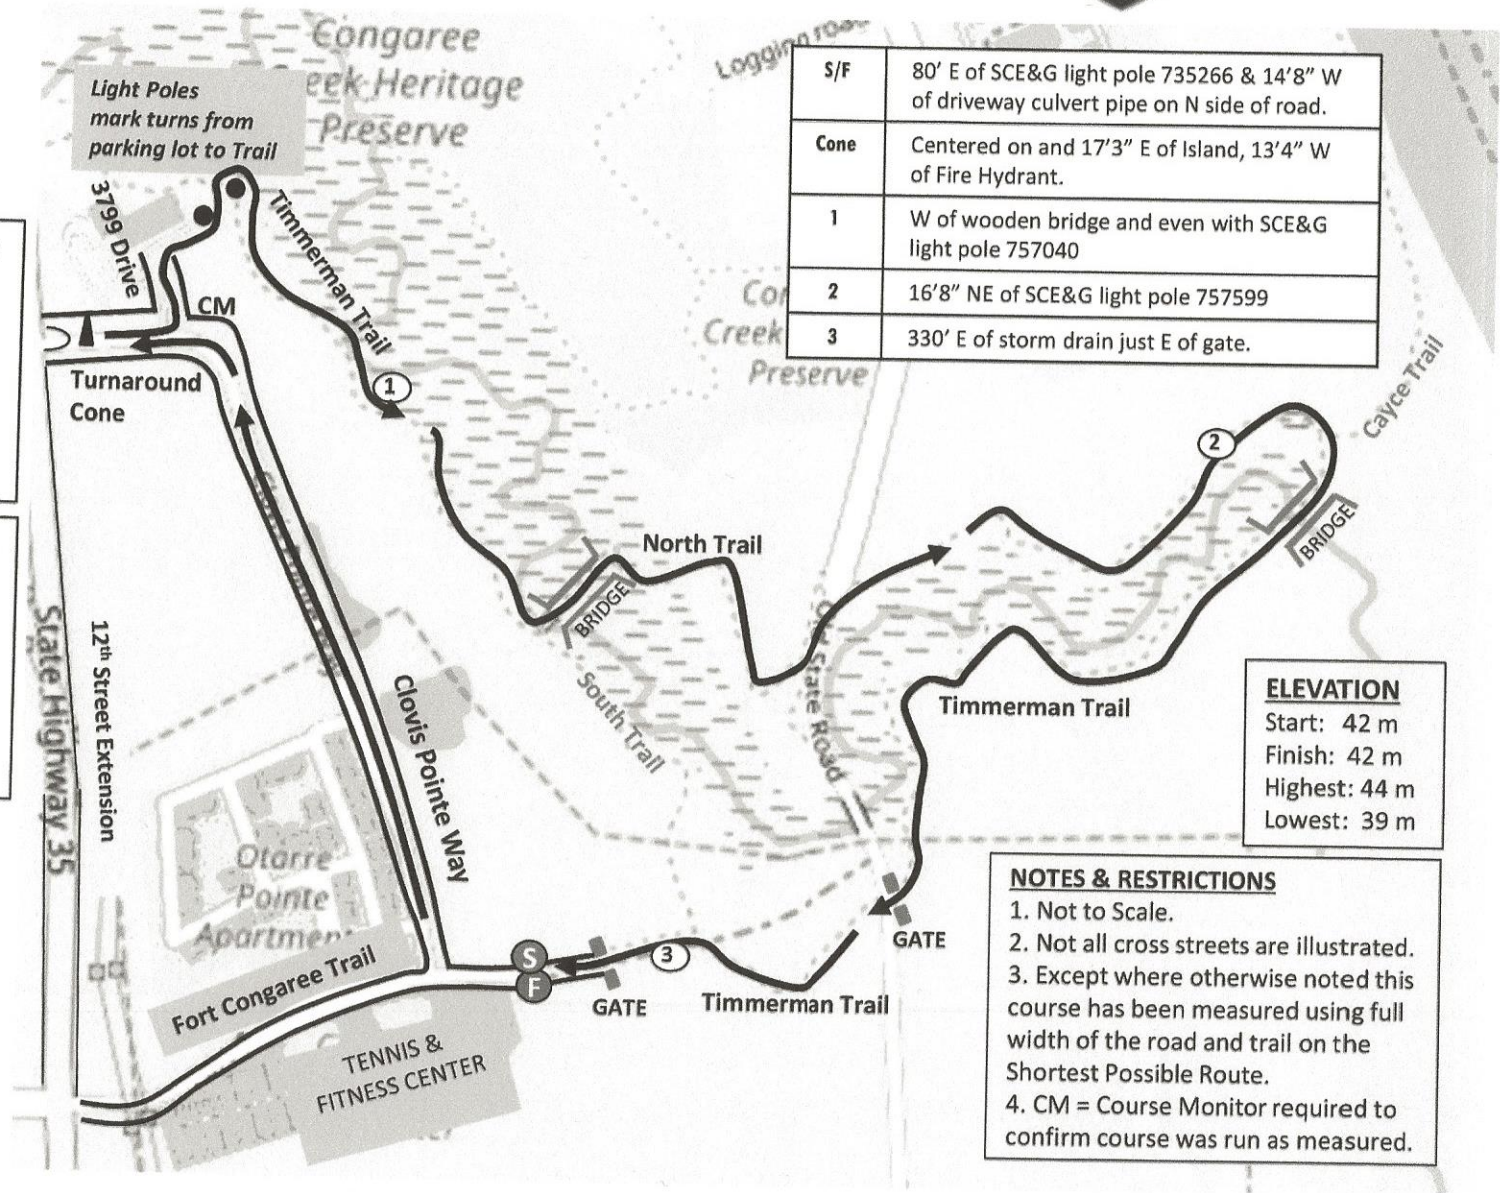 Congaree
eek Heritage
Preserve
Logging road
Light Poles
mark turns from
parking lot to Trail
3799 Drive
Timmerman Trail
CM
Turnaround
Cone
1
S/F
80' E of SCE&G light pole 735266 & 14'8" W
of driveway culvert pipe on N side of road.
Cone
Centered on and 17'3" E of Island, 13'4" W
of Fire Hydrant.
1
W of wooden bridge and even with SCE&G
light pole 757040
2
16'8" NE of SCE&G light pole 757599
3
330' E of storm drain just E of gate.
Creek
Preserve
Cayce Trail
2
BRIDGE
North Trail
BRIDGE
South Trail
State Road
Timmerman Trail
State Highway 35
12th Street Extension
Clovis Pointe Way
Otarre
Pointe
Apartmen
Fort Congaree Trail
TENNIS &
FITNESS CENTER
S
F
GATE
3
Timmerman Trail
GATE
ELEVATION
Start: 42 m
Finish: 42 m
Highest: 44 m
Lowest: 39 m
NOTES & RESTRICTIONS
1. Not to Scale.
2. Not all cross streets are illustrated.
3. Except where otherwise noted this
course has been measured using full
width of the road and trail on the
Shortest Possible Route.
4. CM = Course Monitor required to
confirm course was run as measured.